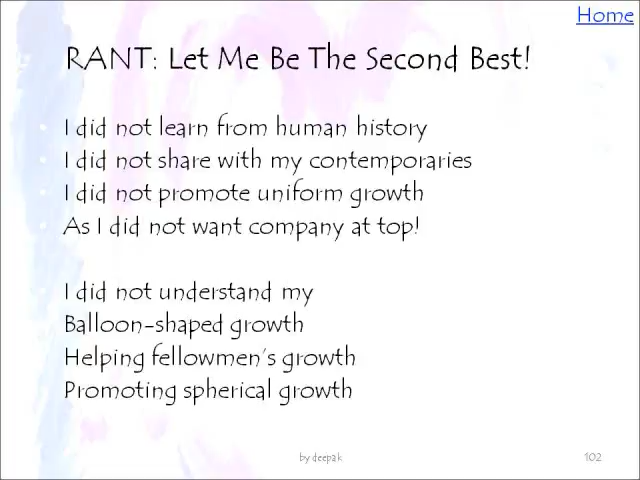 Home
RANT: Let Me Be The Second Best!
I did not learn from human history
I did not share with my contemporaries
I did not promote uniform growth
As I did not want company at top!
I did not understand my
Balloon-shaped growth
Helping fellowmen's growth
Promoting spherical growth
by deepak
102